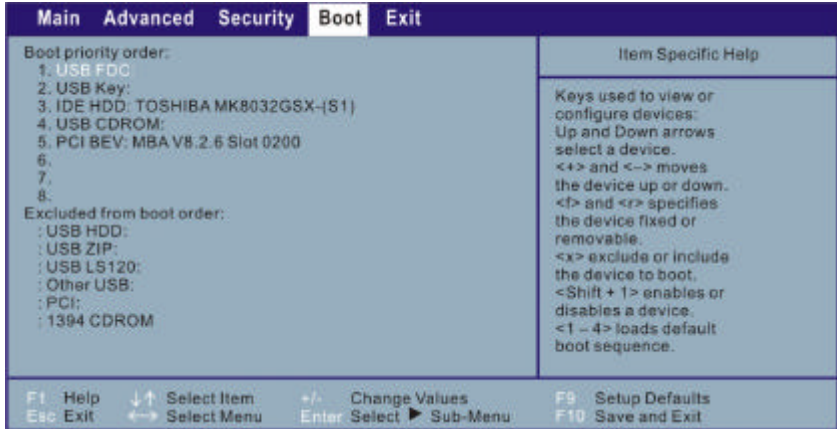 Main Advanced Security Boot Exit
Boot priority order:
1. USB FDC:
2. USB Key:
3. IDE HDD: TOSHIBA MK8032GSX-(S1)
4. USB CDROM:
5. PCI BEV: MBA V8.2.6 Slot 0200
6.
7.
8.
Excluded from boot order:
: USB HDD:
: USB ZIP:
: USB LS120:
: Other USB:
: PCI:
: 1394 CDROM
Item Specific Help
Keys used to view or
configure devices:
Up and Down arrows
select a device.
<+> and <-> moves
the device up or down.
<f> and <r> specifies
the device fixed or
removable.
<x> exclude or include
the device to boot.
<Shift + 1> enables or
disables a device.
<1 – 4> loads default
boot sequence.
F1 Help ↓↑ Select Item +/- Change Values F9 Setup Defaults
Esc Exit ←→ Select Menu Enter Select ▶ Sub-Menu F10 Save and Exit